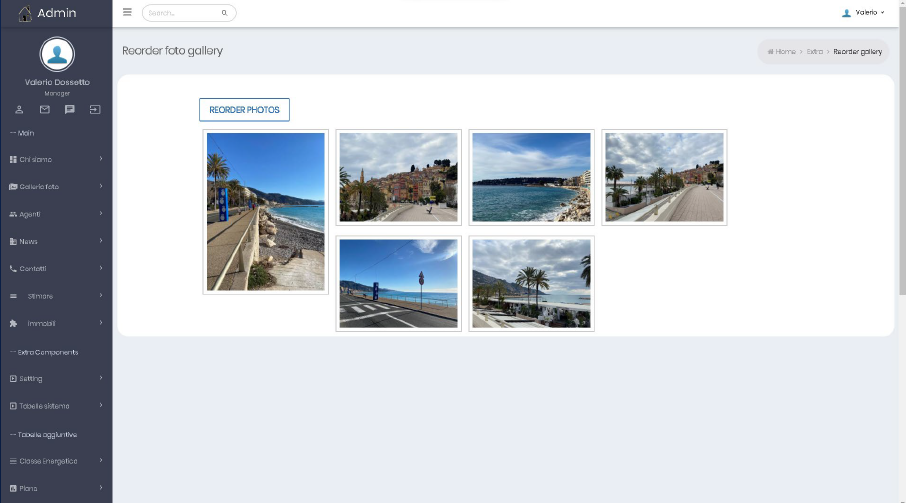 Admin
Search...
Valerio
Valerio Dossetto
Manager
Reorder foto gallery
Home > Extra > Reorder gallery
REORDER PHOTOS
Main
Chi siamo
Gallerie foto
Agenti
News
Contatti
Stimare
Immobili
Extra Components
Setting
Tabelle sistema
Tabelle aggiuntive
Classe Energetica
Piano